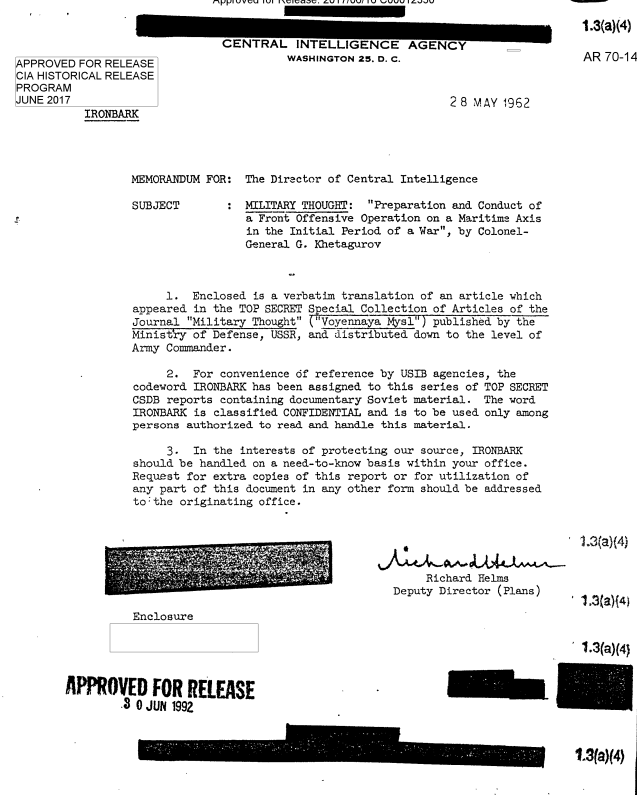 Approved for Release: 2017/06/16 C00012336
1.3(a)(4)
CENTRAL INTELLIGENCE AGENCY
WASHINGTON 25, D. C.
AR 70-14
APPROVED FOR RELEASE
CIA HISTORICAL RELEASE
PROGRAM
JUNE 2017
IRONBARK
28 MAY 1962
MEMORANDUM FOR: The Director of Central Intelligence
SUBJECT : MILITARY THOUGHT: "Preparation and Conduct of
a Front Offensive Operation on a Maritime Axis
in the Initial Period of a War", by Colonel-
General G. Khetagurov
1. Enclosed is a verbatim translation of an article which
appeared in the TOP SECRET Special Collection of Articles of the
Journal "Military Thought" ("Voyennaya Mysl") published by the
Ministry of Defense, USSR, and distributed down to the level of
Army Commander.
2. For convenience of reference by USIB agencies, the
codeword IRONBARK has been assigned to this series of TOP SECRET
CSDB reports containing documentary Soviet material. The word
IRONBARK is classified CONFIDENTIAL and is to be used only among
persons authorized to read and handle this material.
3. In the interests of protecting our source, IRONBARK
should be handled on a need-to-know basis within your office.
Request for extra copies of this report or for utilization of
any part of this document in any other form should be addressed
to the originating office.
1.3(a)(4)
Richard Helms
Richard Helms
Deputy Director (Plans)
1.3(a)(4)
Enclosure
1.3(a)(4)
APPROVED FOR RELEASE
30 JUN 1992
1.3(a)(4)